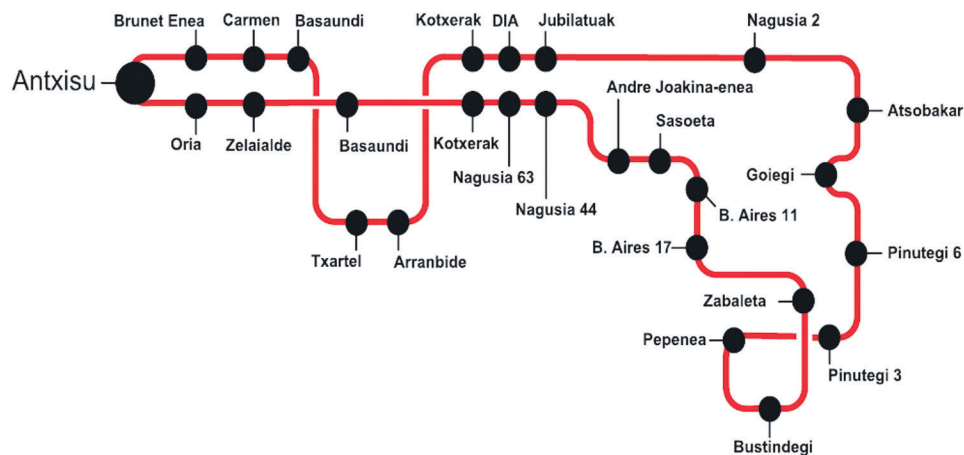 Brunet Enea
Carmen
Basaundi
Kotxerak
DIA
Jubilatuak
Nagusia 2
Antxisu
Andre Joakina-enea
Atsobakar
Sasoeta
Oria
Zelaialde
Basaundi
Kotxerak
Nagusia 63
Nagusia 44
Goiegi
B. Aires 11
B. Aires 17
Txartel
Arranbide
Pinutegi 6
Zabaleta
Pepenea
Pinutegi 3
Bustindegi